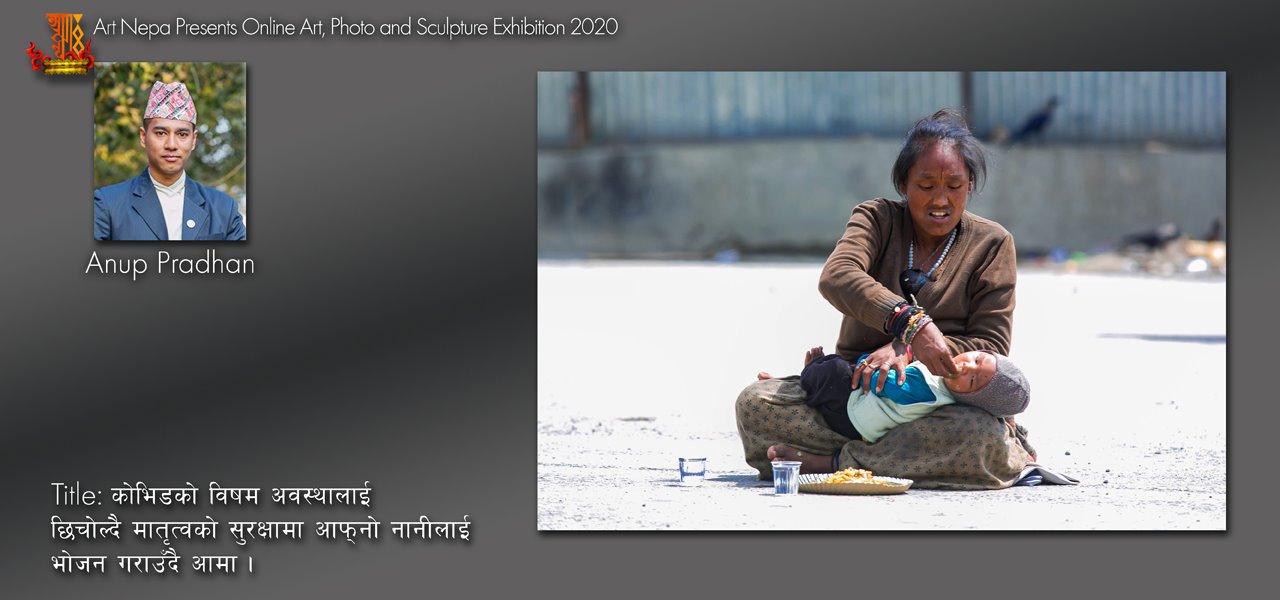 Art Nepa Presents Online Art, Photo and Sculpture Exhibition 2020
Anup Pradhan
Title: कोभिडको विषम अवस्थालाई
छिचोल्दै मातृत्वको सुरक्षामा आफ्‌नो नानीलाई
भोजन गराउँदै आमा ।